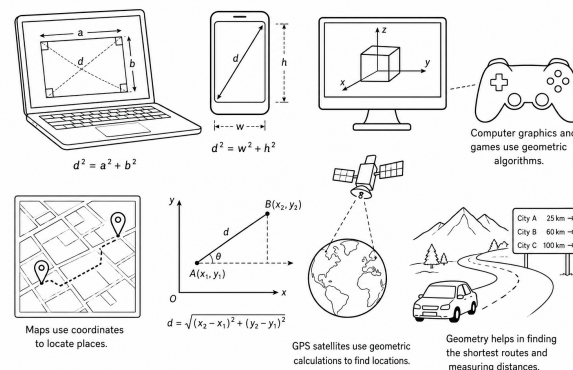 a
d
b
d² = a² + b²
d
h
w
d² = w² + h²
z
y
x
Computer graphics and
games use geometric
algorithms.
Maps use coordinates
to locate places.
y
B(x₂, y₂)
d
θ
A(x₁, y₁)
O
x
d = √(x₂ − x₁)² + (y₂ − y₁)²
GPS satellites use geometric
calculations to find locations.
City A 25 km →
City B 60 km →
City C 100 km →
Geometry helps in finding
the shortest routes and
measuring distances.